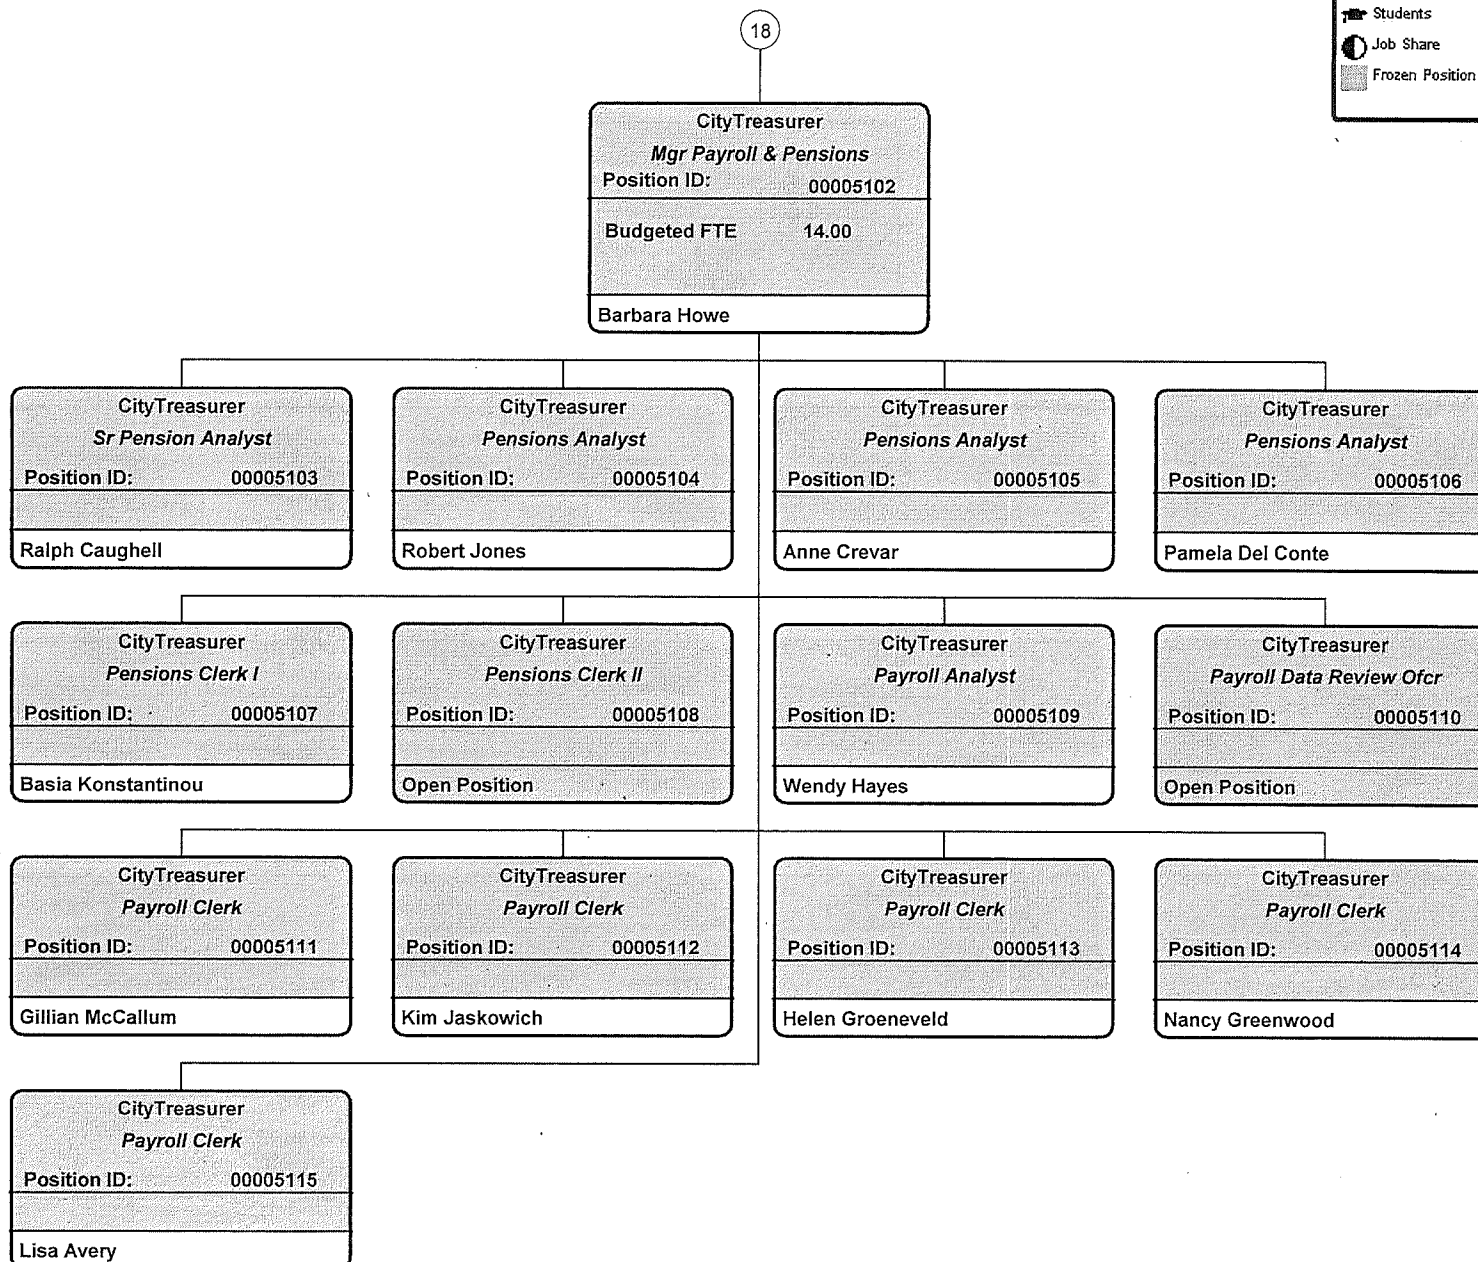 18
Students
Job Share
Frozen Position
CityTreasurer
Mgr Payroll & Pensions
Position ID: 00005102
Budgeted FTE 14.00
Barbara Howe
CityTreasurer
Sr Pension Analyst
Position ID: 00005103
Ralph Caughell
CityTreasurer
Pensions Analyst
Position ID: 00005104
Robert Jones
CityTreasurer
Pensions Analyst
Position ID: 00005105
Anne Crevar
CityTreasurer
Pensions Analyst
Position ID: 00005106
Pamela Del Conte
CityTreasurer
Pensions Clerk I
Position ID: 00005107
Basia Konstantinou
CityTreasurer
Pensions Clerk II
Position ID: 00005108
Open Position
CityTreasurer
Payroll Analyst
Position ID: 00005109
Wendy Hayes
CityTreasurer
Payroll Data Review Ofcr
Position ID: 00005110
Open Position
CityTreasurer
Payroll Clerk
Position ID: 00005111
Gillian McCallum
CityTreasurer
Payroll Clerk
Position ID: 00005112
Kim Jaskowich
CityTreasurer
Payroll Clerk
Position ID: 00005113
Helen Groeneveld
CityTreasurer
Payroll Clerk
Position ID: 00005114
Nancy Greenwood
CityTreasurer
Payroll Clerk
Position ID: 00005115
Lisa Avery